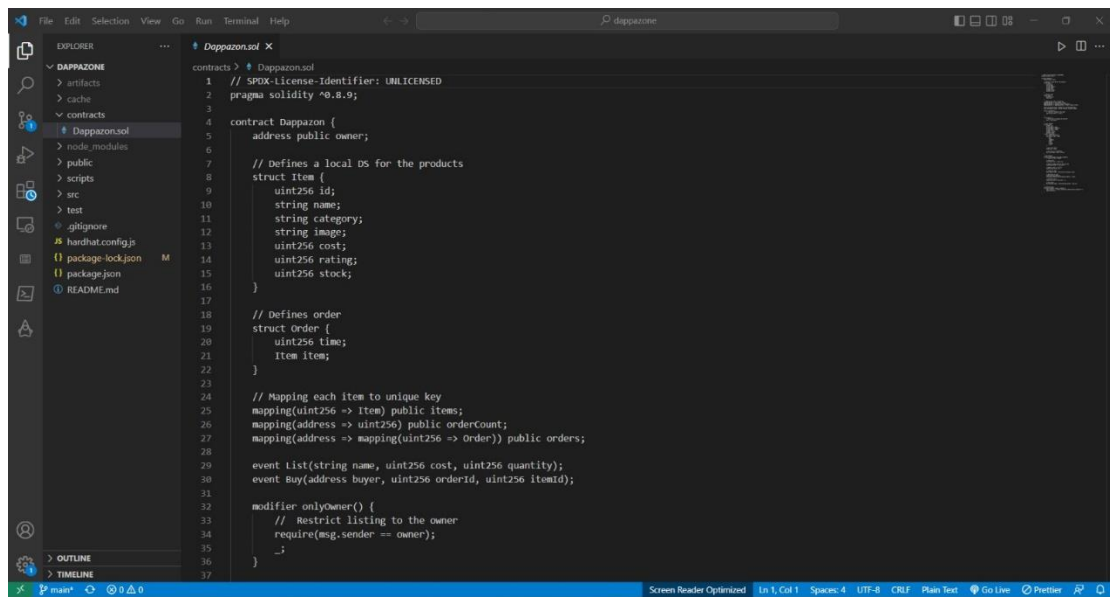 File Edit Selection View Go Run Terminal Help
dappazone
EXPLORER
Dappazon.sol
DAPPAZONE
artifacts
cache
contracts
Dappazon.sol
node_modules
public
scripts
src
test
.gitignore
JS hardhat.config.js
{} package-lock.json M
{} package.json
README.md
OUTLINE
TIMELINE
contracts > Dappazon.sol
1 // SPDX-License-Identifier: UNLICENSED
2 pragma solidity ^0.8.9;
3
4 contract Dappazon {
5 address public owner;
6
7 // Defines a local DS for the products
8 struct Item {
9 uint256 id;
10 string name;
11 string category;
12 string image;
13 uint256 cost;
14 uint256 rating;
15 uint256 stock;
16 }
17
18 // Defines order
19 struct Order {
20 uint256 time;
21 Item item;
22 }
23
24 // Mapping each item to unique key
25 mapping(uint256 => Item) public items;
26 mapping(address => uint256) public orderCount;
27 mapping(address => mapping(uint256 => Order)) public orders;
28
29 event List(string name, uint256 cost, uint256 quantity);
30 event Buy(address buyer, uint256 orderId, uint256 itemId);
31
32 modifier onlyOwner() {
33 // Restrict listing to the owner
34 require(msg.sender == owner);
35 _;
36 }
37
main* 0 0 Screen Reader Optimized Ln 1, Col 1 Spaces: 4 UTF-8 CRLF Plain Text Go Live Prettier